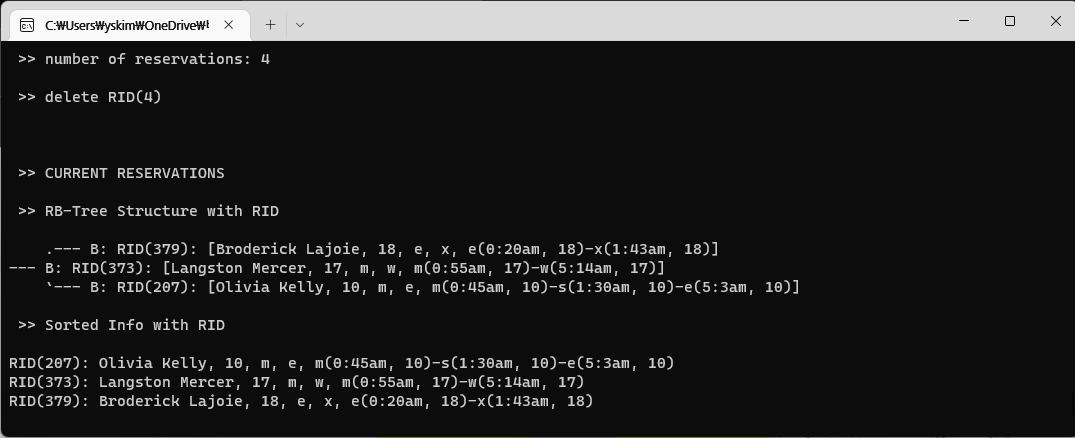 C:₩Users₩yskim₩OneDrive₩
>> number of reservations: 4
>> delete RID(4)
>> CURRENT RESERVATIONS
>> RB-Tree Structure with RID
.--- B: RID(379): [Broderick Lajoie, 18, e, x, e(0:20am, 18)-x(1:43am, 18)]
--- B: RID(373): [Langston Mercer, 17, m, w, m(0:55am, 17)-w(5:14am, 17)]
`--- B: RID(207): [Olivia Kelly, 10, m, e, m(0:45am, 10)-s(1:30am, 10)-e(5:3am, 10)]
>> Sorted Info with RID
RID(207): Olivia Kelly, 10, m, e, m(0:45am, 10)-s(1:30am, 10)-e(5:3am, 10)
RID(373): Langston Mercer, 17, m, w, m(0:55am, 17)-w(5:14am, 17)
RID(379): Broderick Lajoie, 18, e, x, e(0:20am, 18)-x(1:43am, 18)